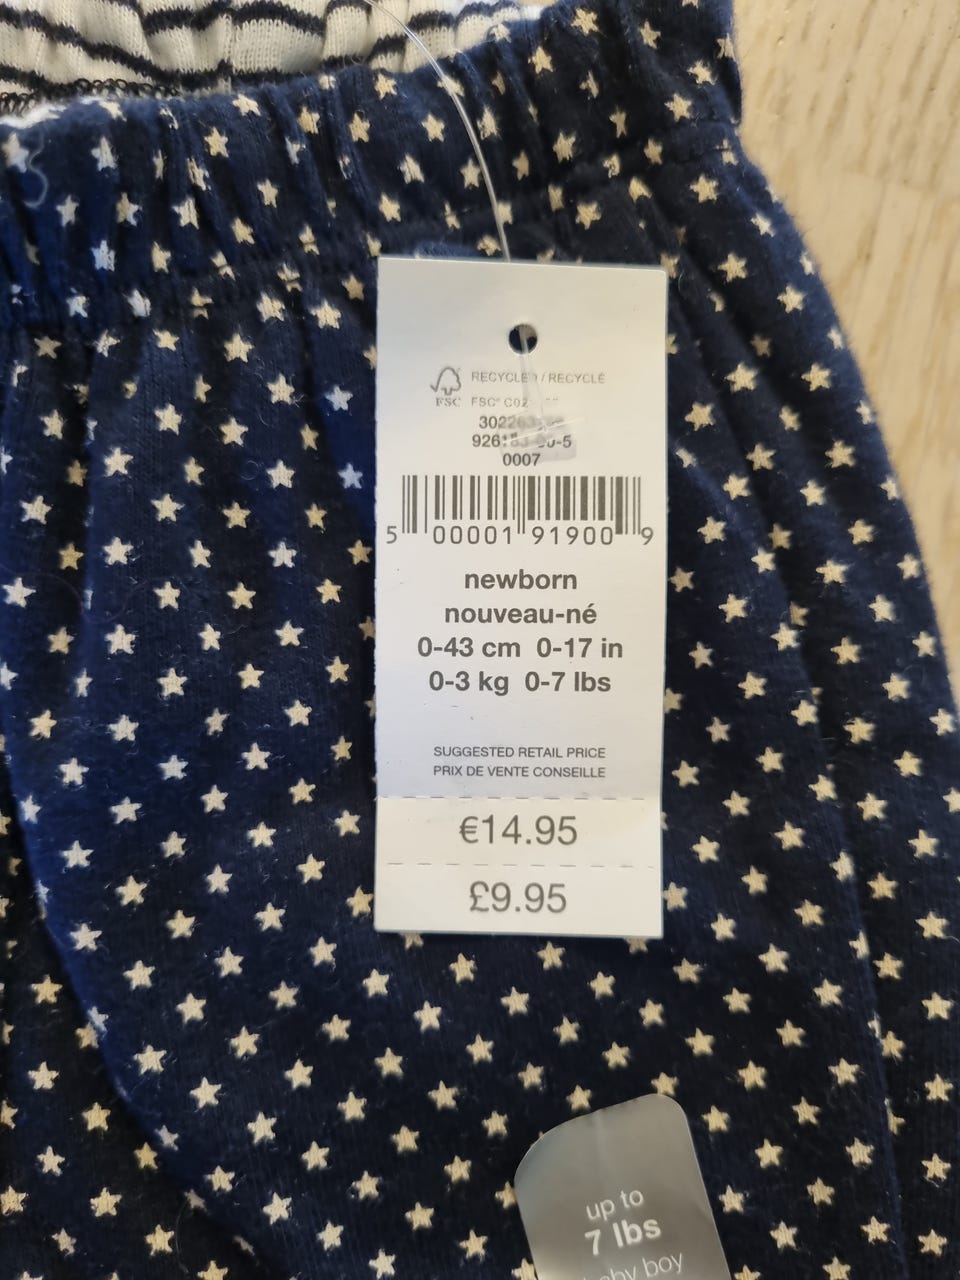 RECYCLED / RECYCLÉ
FSC FSC®
0007
5 00001 91900 9
newborn
nouveau-né
0-43 cm 0-17 in
0-3 kg 0-7 lbs
SUGGESTED RETAIL PRICE
PRIX DE VENTE CONSEILLE
€14.95
£9.95
up to
7 lbs
boy